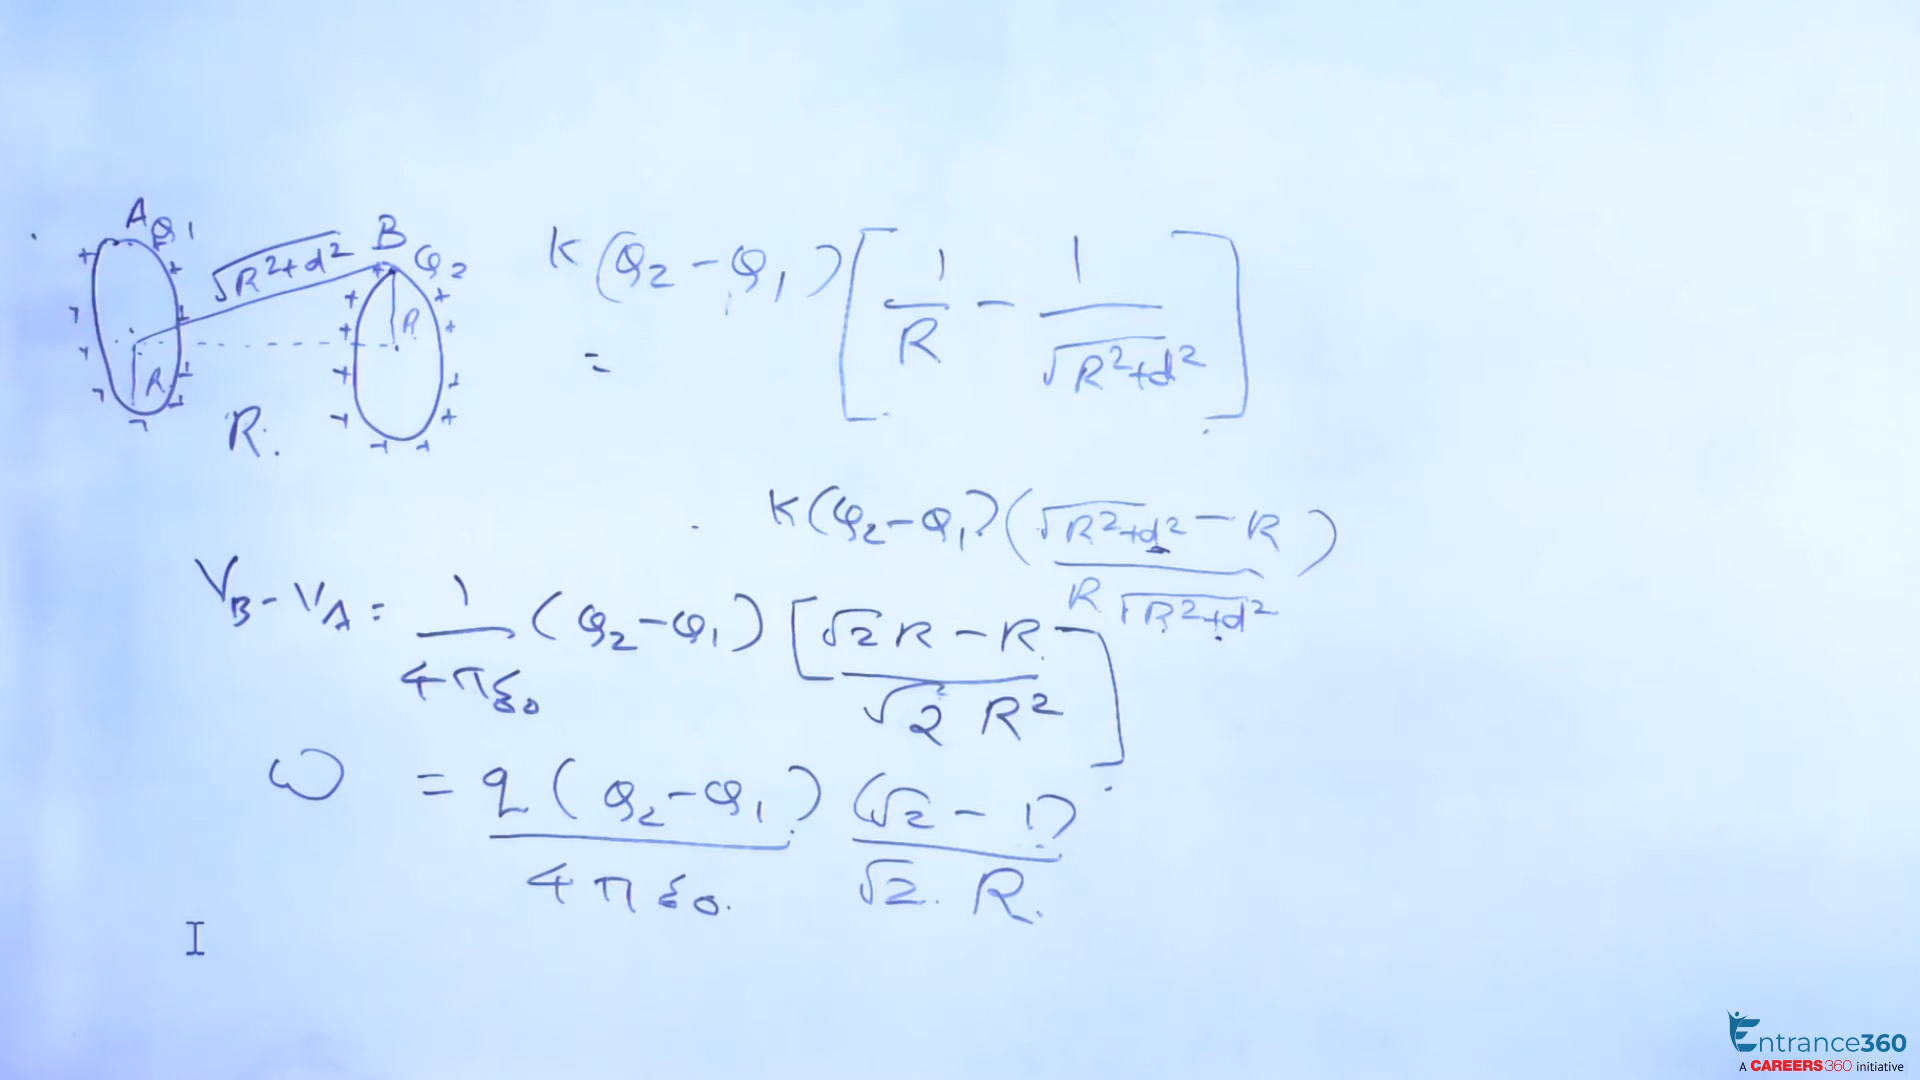 A Q1
B Q2
√R²+d²
R
R
R.
K(Q2-Q1)[1/R - 1/√R²+d²]
=
K(Q2-Q1)(√R²+d² - R / R√R²+d²)
VB-VA = 1/4πε0 (Q2-Q1) [√2R-R / √2 R²]
ω = q(Q2-Q1)/4πε0. (√2-1)/√2. R.
Entrance360
A CAREERS360 initiative